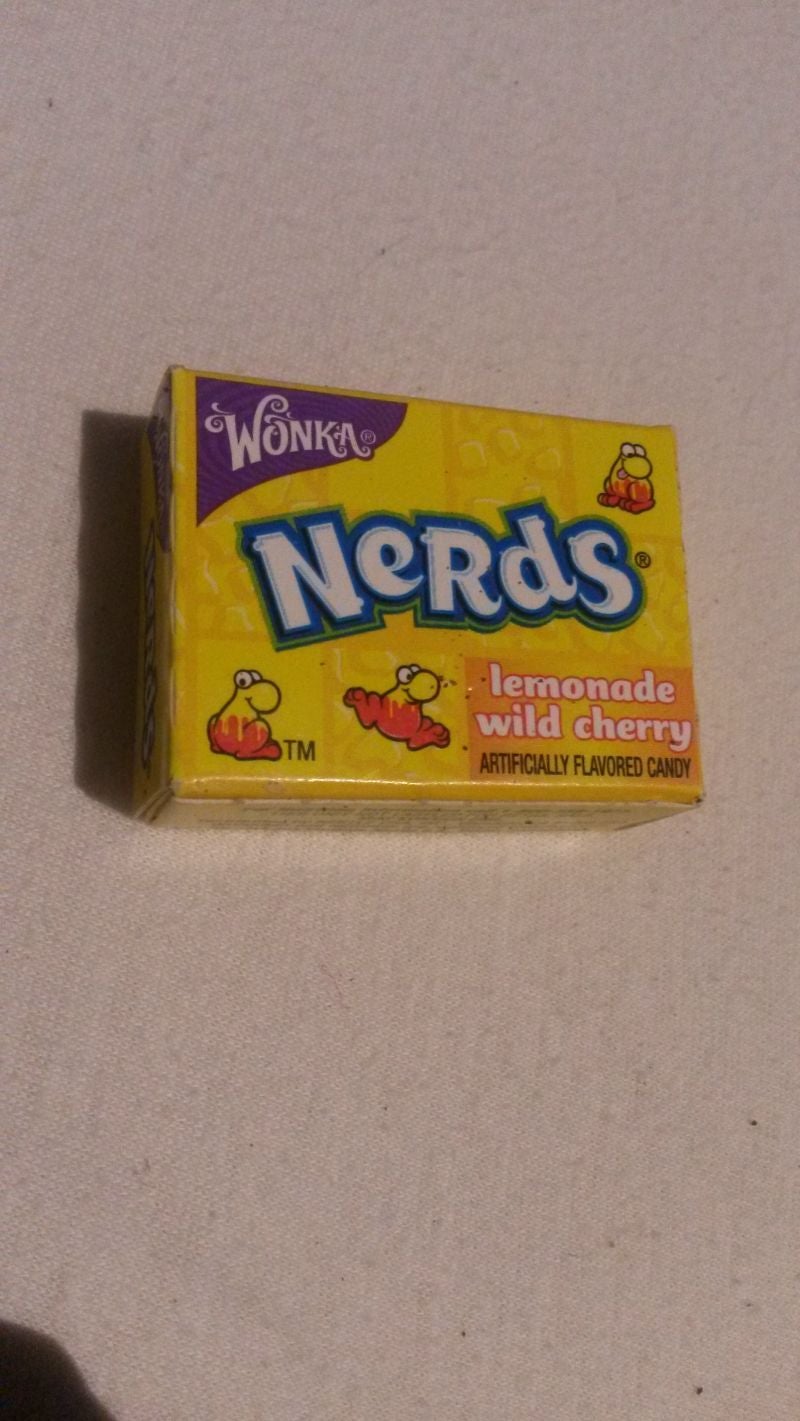 WONKA®
NeRdS®
lemonade
wild cherry
TM
ARTIFICIALLY FLAVORED CANDY